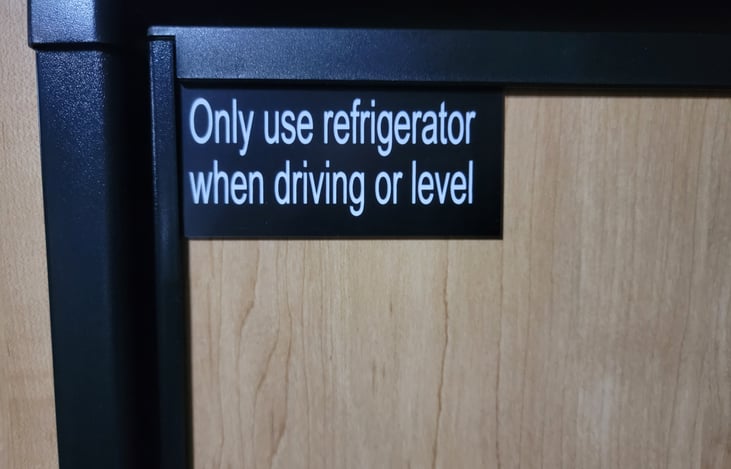 Only use refrigerator
when driving or level